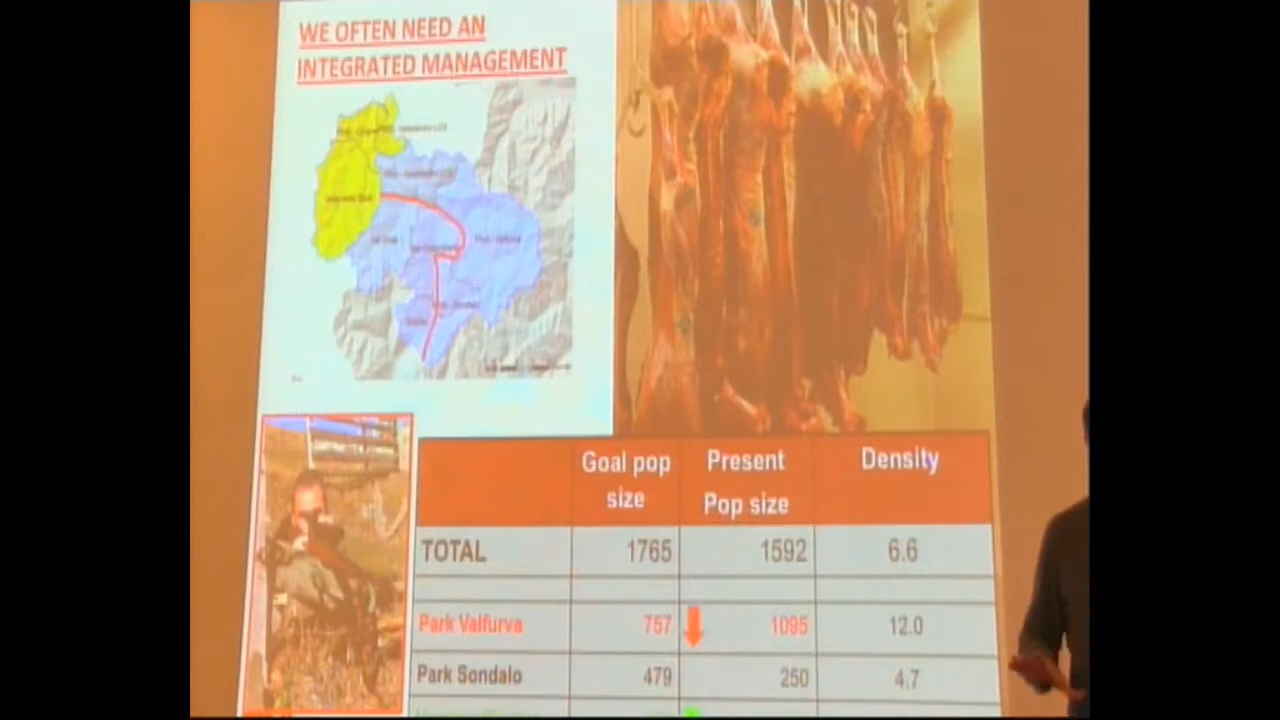 WE OFTEN NEED AN
INTEGRATED MANAGEMENT
Goal pop size Present Pop size Density
TOTAL 1765 1592 6.6
Park Valfurva 757 1095 12.0
Park Sondalo 479 250 4.7